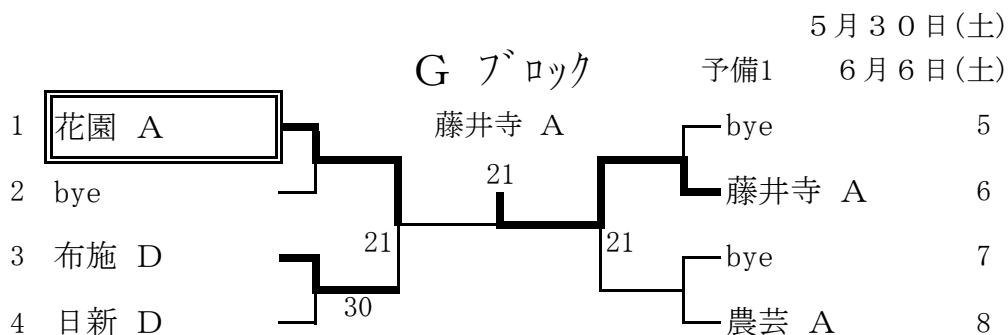 ５月３０日(土)
G ブロック
予備1 ６月６日(土)
1 花園 A
藤井寺 A
bye 5
2 bye
21
藤井寺 A 6
3 布施 D
21
21
bye 7
4 日新 D
30
農芸 A 8